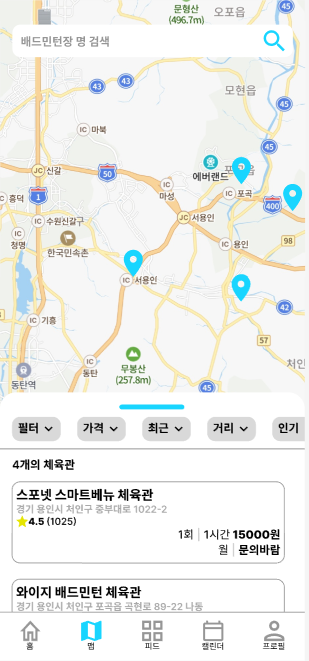 문형산
(496.7m)
오포읍
45
배드민턴장 명 검색
43
43
모현읍
45
IC 마북
45
JC 신갈
50
에버랜드
포곡읍
IC
마성
IC 포곡
흥덕
1
400
JC 서용인
IC 수원신갈
IC
청명
한국민속촌
IC 용인
98
IC 서용인
IC 기흥
42
57
동탄역
IC
동탄
무봉산
(257.8m)
처인
45
필터
가격
최근
거리
인기
4개의 체육관
스포넷 스마트베뉴 체육관
경기 용인시 처인구 중부대로 1022-2
4.5 (1025)
1회 | 1시간 15000원
월 | 문의바람
와이지 배드민턴 체육관
경기 용인시 처인구 포곡읍 곡현로 89-22 나동
홈
맵
피드
캘린더
프로필